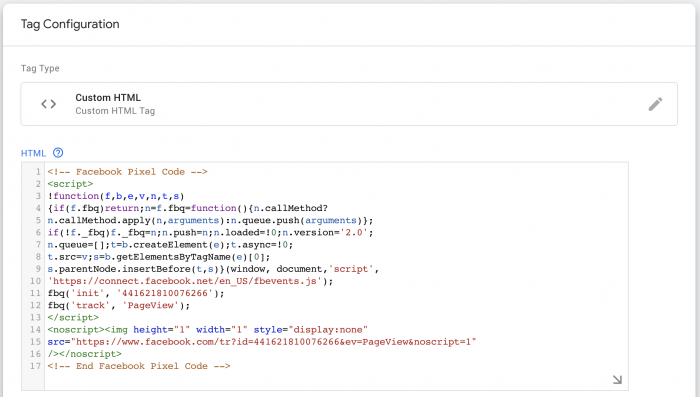 Tag Configuration
Tag Type
< >
Custom HTML
Custom HTML Tag
HTML ?
1 <!-- Facebook Pixel Code -->
2 <script>
3 !function(f,b,e,v,n,t,s)
4 {if(f.fbq)return;n=f.fbq=function(){n.callMethod?
5 n.callMethod.apply(n,arguments):n.queue.push(arguments)};
6 if(!f._fbq)f._fbq=n;n.push=n;n.loaded=!0;n.version='2.0';
7 n.queue=[];t=b.createElement(e);t.async=!0;
8 t.src=v;s=b.getElementsByTagName(e)[0];
9 s.parentNode.insertBefore(t,s)}(window, document,'script',
10 'https://connect.facebook.net/en_US/fbevents.js');
11 fbq('init', '441621810076266');
12 fbq('track', 'PageView');
13 </script>
14 <noscript><img height="1" width="1" style="display:none"
15 src="https://www.facebook.com/tr?id=441621810076266&ev=PageView&noscript=1"
16 /></noscript>
17 <!-- End Facebook Pixel Code -->